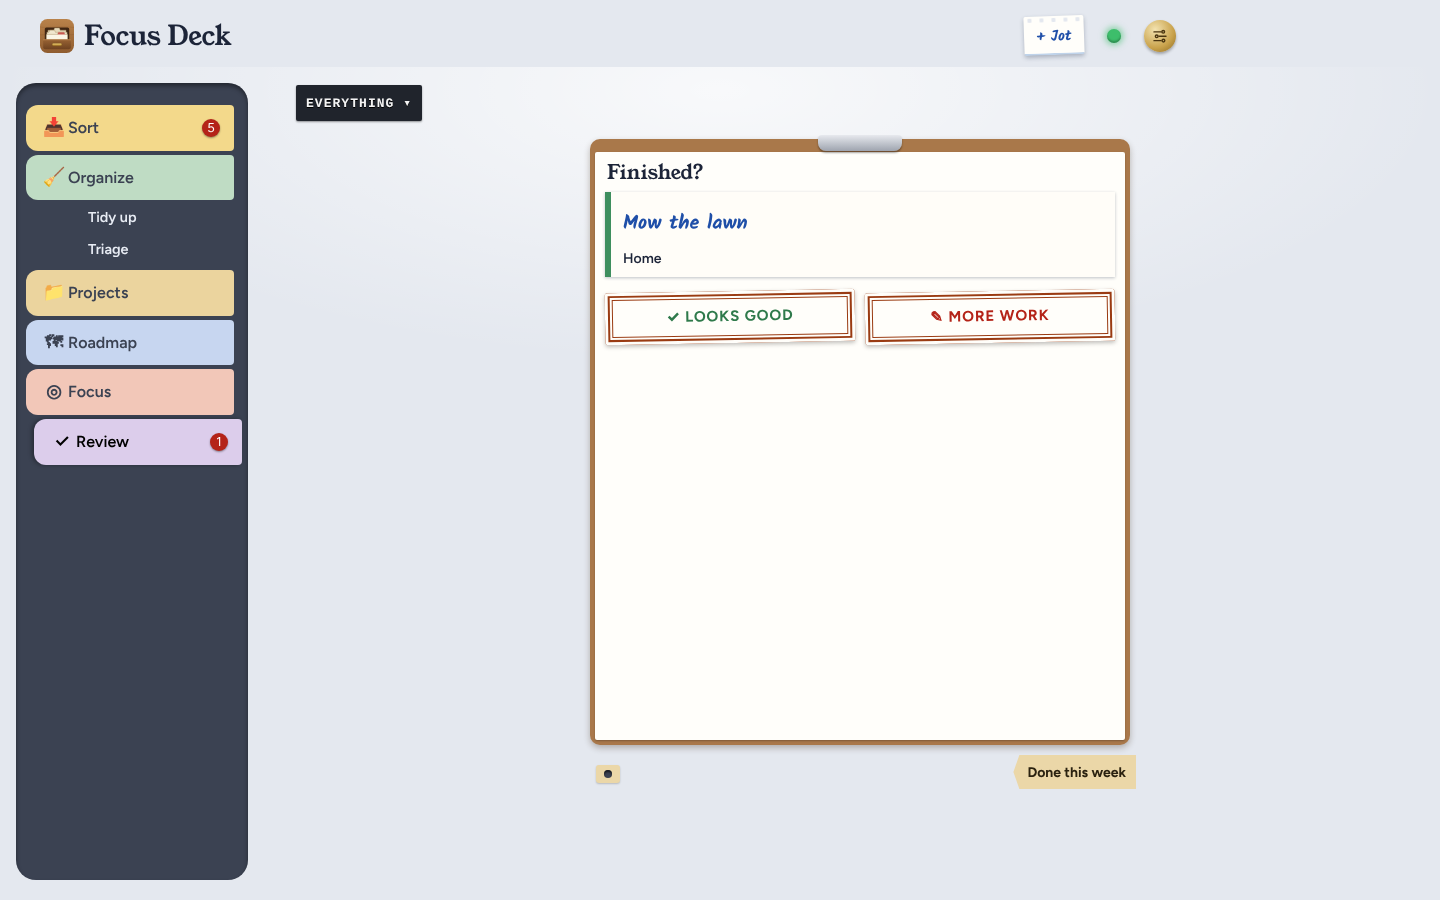 Focus Deck
+ Jot
EVERYTHING ▾
Sort 5
Organize
Tidy up
Triage
Projects
Roadmap
Focus
✓ Review 1
Finished?
Mow the lawn
Home
✓ LOOKS GOOD
✎ MORE WORK
Done this week